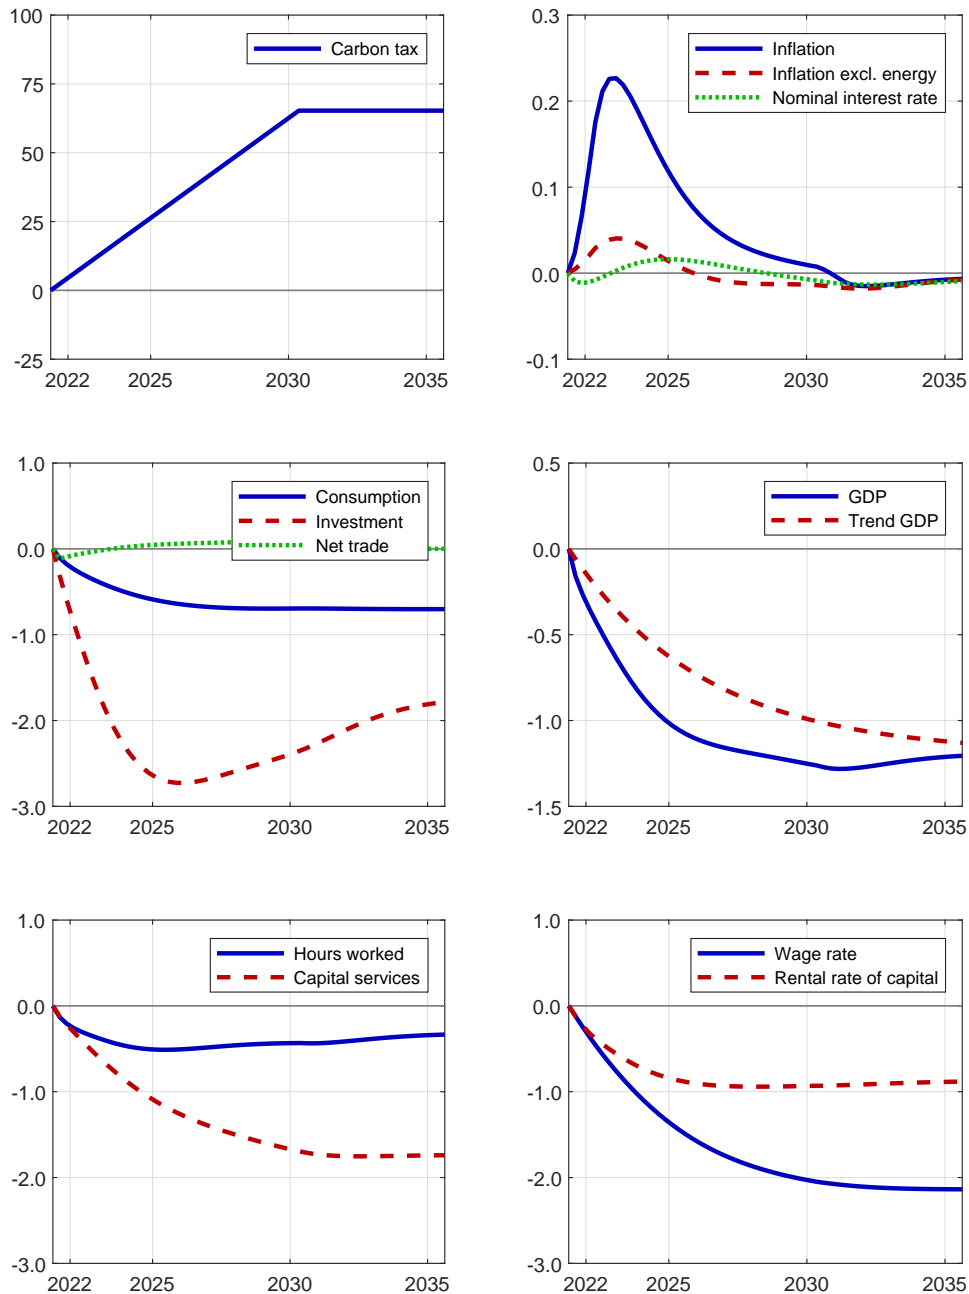 100
75
50
25
0
-25
2022 2025 2030 2035
Carbon tax
0.3
0.2
0.1
0.0
-0.1
2022 2025 2030 2035
Inflation
Inflation excl. energy
Nominal interest rate
1.0
0.0
-1.0
-2.0
-3.0
2022 2025 2030 2035
Consumption
Investment
Net trade
0.5
0.0
-0.5
-1.0
-1.5
2022 2025 2030 2035
GDP
Trend GDP
1.0
0.0
-1.0
-2.0
-3.0
2022 2025 2030 2035
Hours worked
Capital services
1.0
0.0
-1.0
-2.0
-3.0
2022 2025 2030 2035
Wage rate
Rental rate of capital